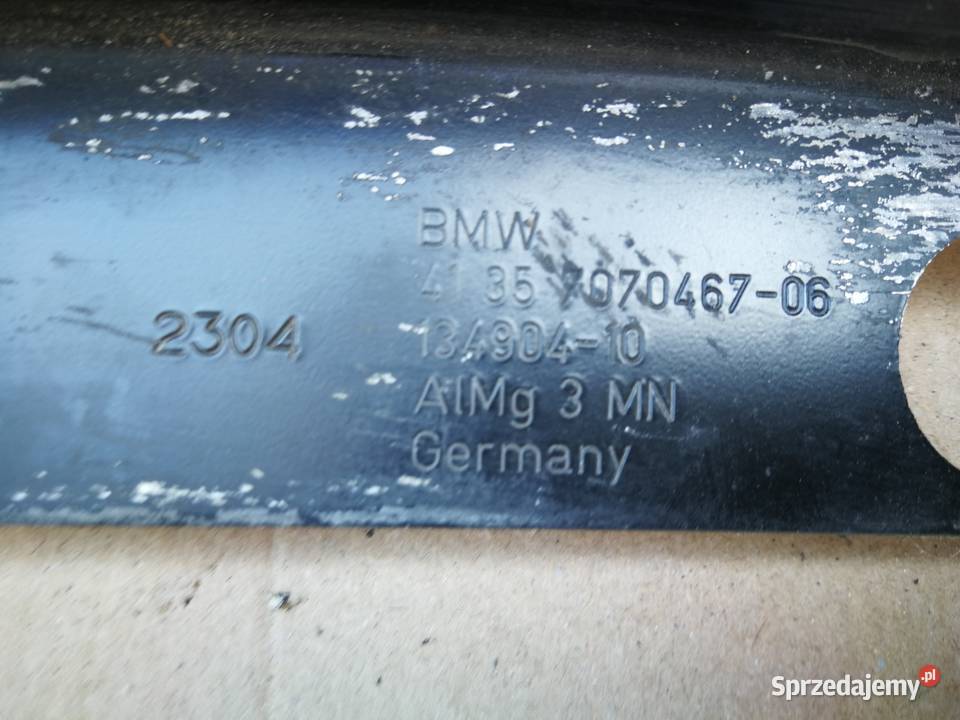 BMW
41 35 7070467-06
2304
134904-10
AlMg 3 MN
Germany
Sprzedajemy.pl